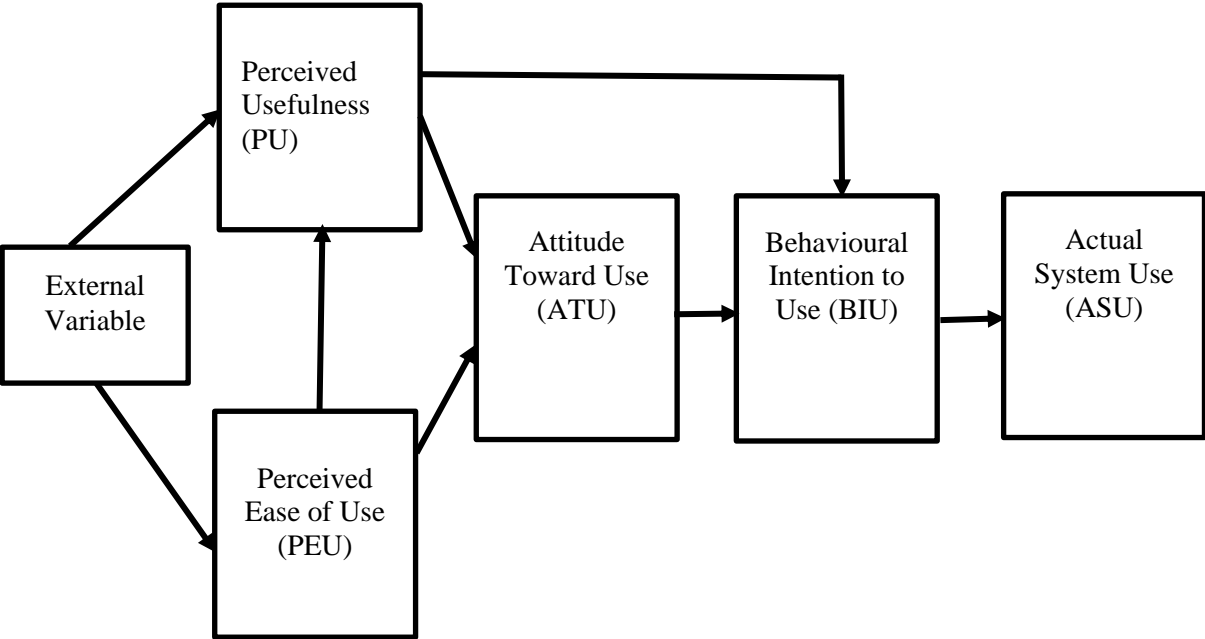 Perceived
Usefulness
(PU)
External
Variable
Perceived
Ease of Use
(PEU)
Attitude
Toward Use
(ATU)
Behavioural
Intention to
Use (BIU)
Actual
System Use
(ASU)